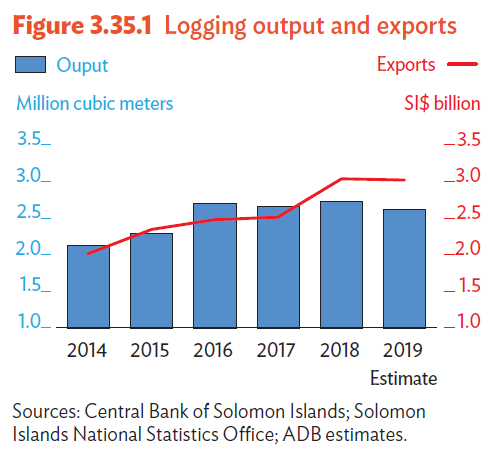 Figure 3.35.1 Logging output and exports
Ouput Exports
Million cubic meters SI$ billion
3.5 3.5
3.0 3.0
2.5 2.5
2.0 2.0
1.5 1.5
1.0 1.0
2014 2015 2016 2017 2018 2019
Estimate
Sources: Central Bank of Solomon Islands; Solomon
Islands National Statistics Office; ADB estimates.